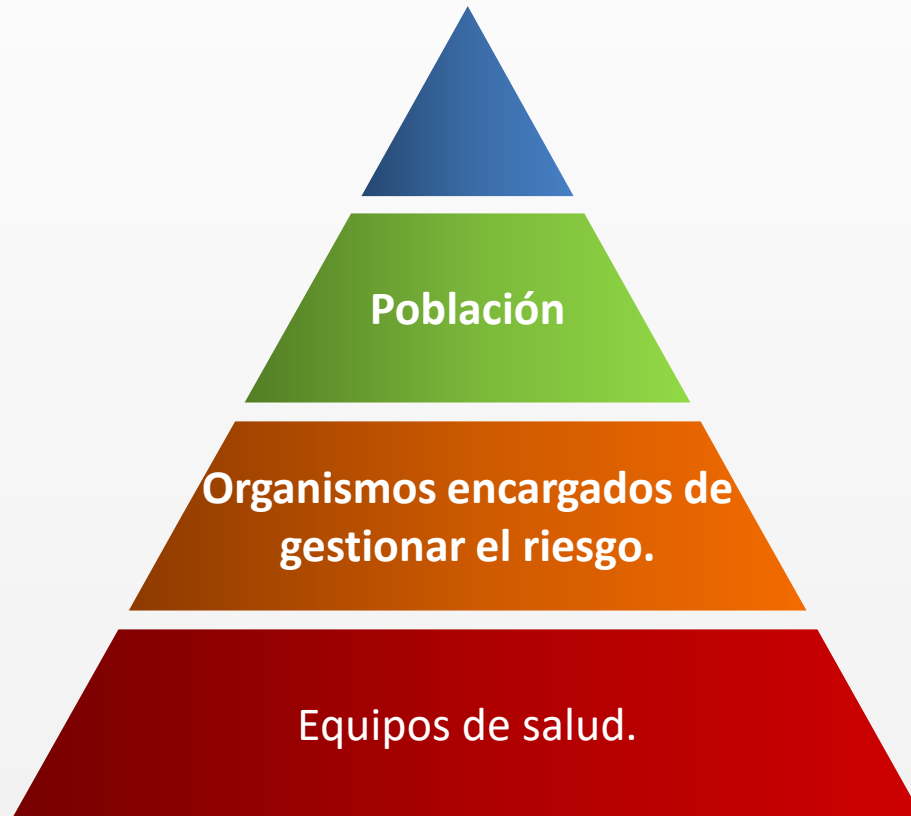 Población
Organismos encargados de
gestionar el riesgo.
Equipos de salud.